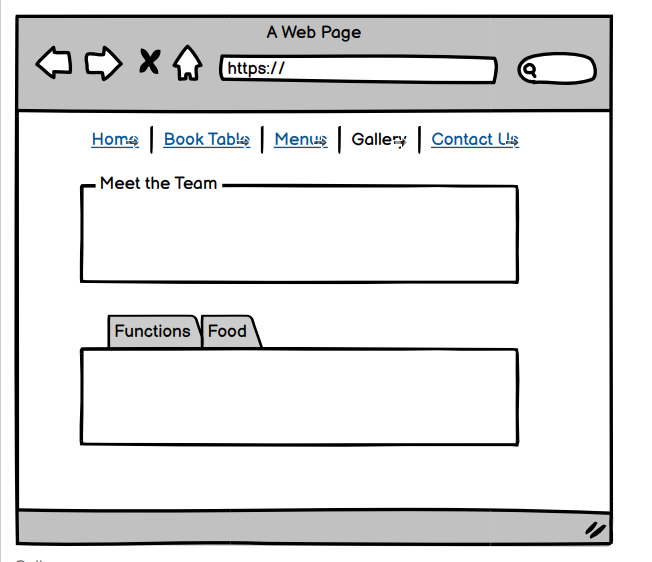 A Web Page
https://
Home Book Table Menus Gallery Contact Us
Meet the Team
Functions Food